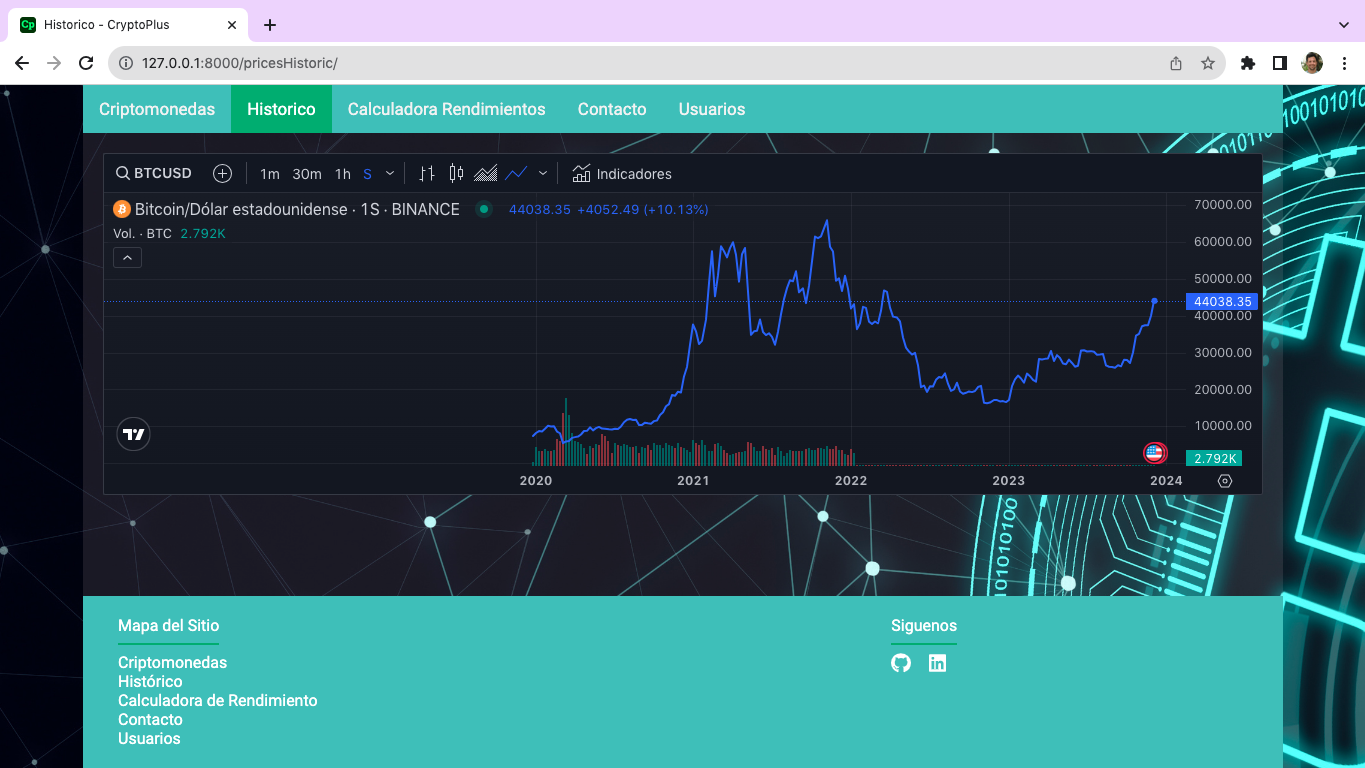 Cp Historico - CryptoPlus
127.0.0.1:8000/pricesHistoric/
Criptomonedas Historico Calculadora Rendimientos Contacto Usuarios
BTCUSD 1m 30m 1h S Indicadores
Bitcoin/Dólar estadounidense · 1S · BINANCE 44038.35 +4052.49 (+10.13%)
Vol. · BTC 2.792K
70000.00
60000.00
50000.00
44038.35
40000.00
30000.00
20000.00
10000.00
2.792K
2020 2021 2022 2023 2024
Mapa del Sitio
Criptomonedas
Histórico
Calculadora de Rendimiento
Contacto
Usuarios
Siguenos